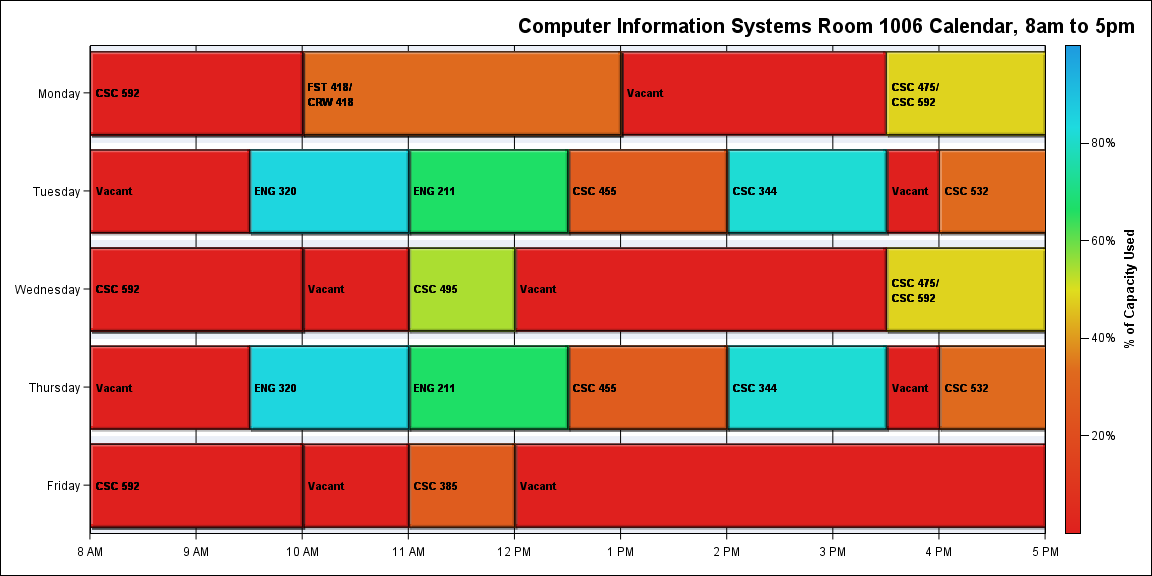 Computer Information Systems Room 1006 Calendar, 8am to 5pm
Monday
CSC 592
FST 418/
CRW 418
Vacant
CSC 475/
CSC 592
Tuesday
Vacant
ENG 320
ENG 211
CSC 455
CSC 344
Vacant
CSC 532
Wednesday
CSC 592
Vacant
CSC 495
Vacant
CSC 475/
CSC 592
Thursday
Vacant
ENG 320
ENG 211
CSC 455
CSC 344
Vacant
CSC 532
Friday
CSC 592
Vacant
CSC 385
Vacant
8 AM
9 AM
10 AM
11 AM
12 PM
1 PM
2 PM
3 PM
4 PM
5 PM
80%
60%
40%
20%
% of Capacity Used